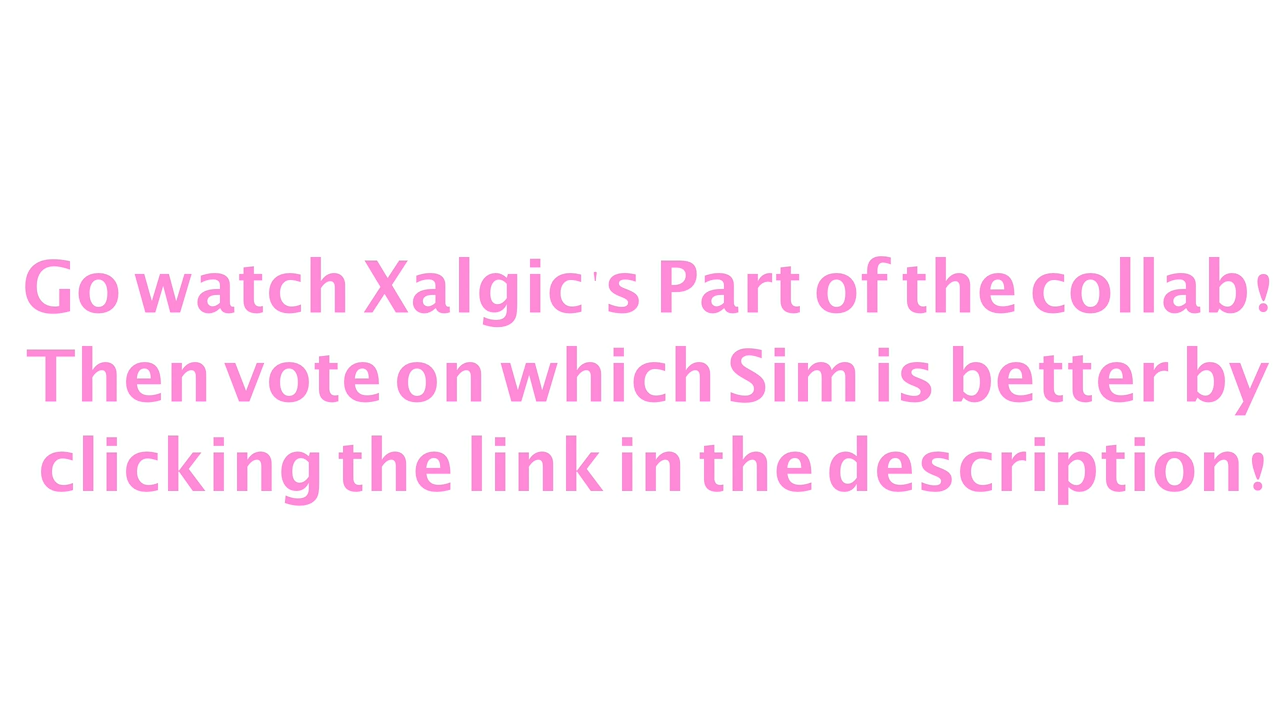 Go watch Xalgic's Part of the collab!
Then vote on which Sim is better by
clicking the link in the description!